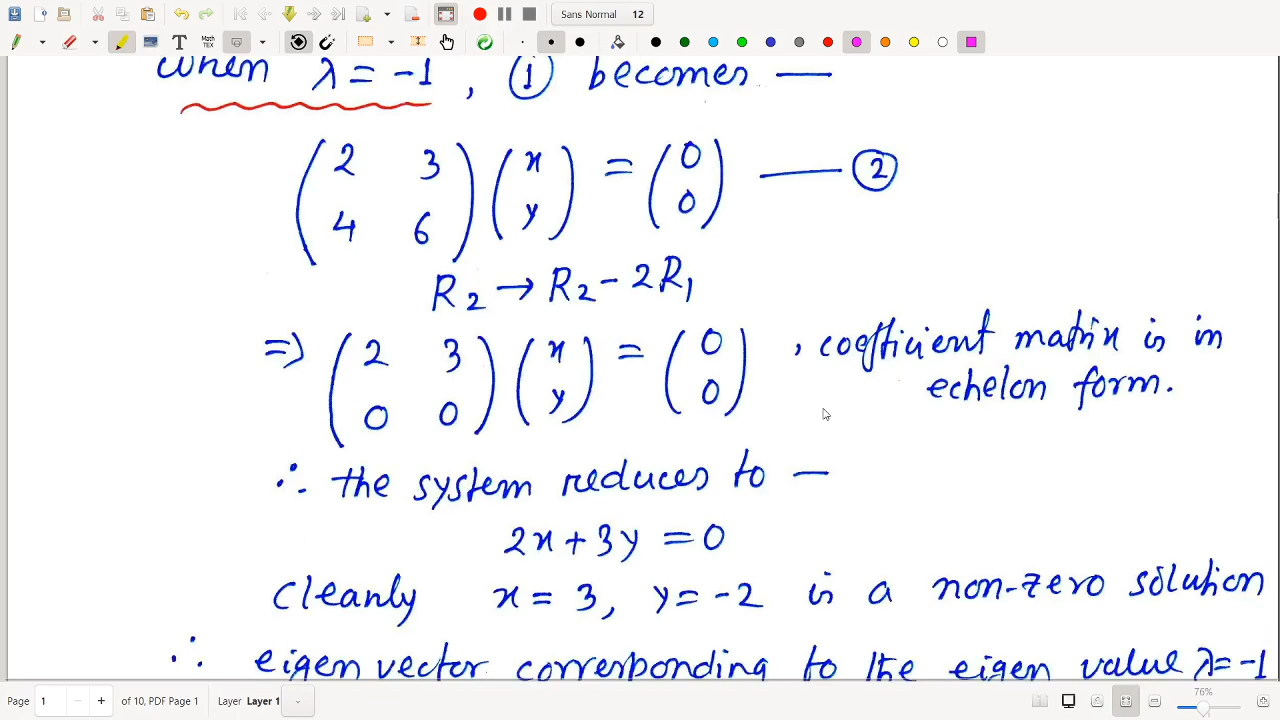 Sans Normal 12
Math TEX
when λ = -1 , ① becomes —
( 2 3 ) ( x ) = ( 0 ) —— ②
( 4 6 ) ( y ) ( 0 )
R₂ → R₂ - 2R₁
=> ( 2 3 ) ( x ) = ( 0 ) , coefficient matrix is in
( 0 0 ) ( y ) ( 0 ) echelon form.
∴ the system reduces to —
2x + 3y = 0
clearly x = 3, y = -2 is a non-zero solution
∴ eigen vector corresponding to the eigen value λ = -1
Page 1 of 10, PDF Page 1 Layer Layer 1 76%